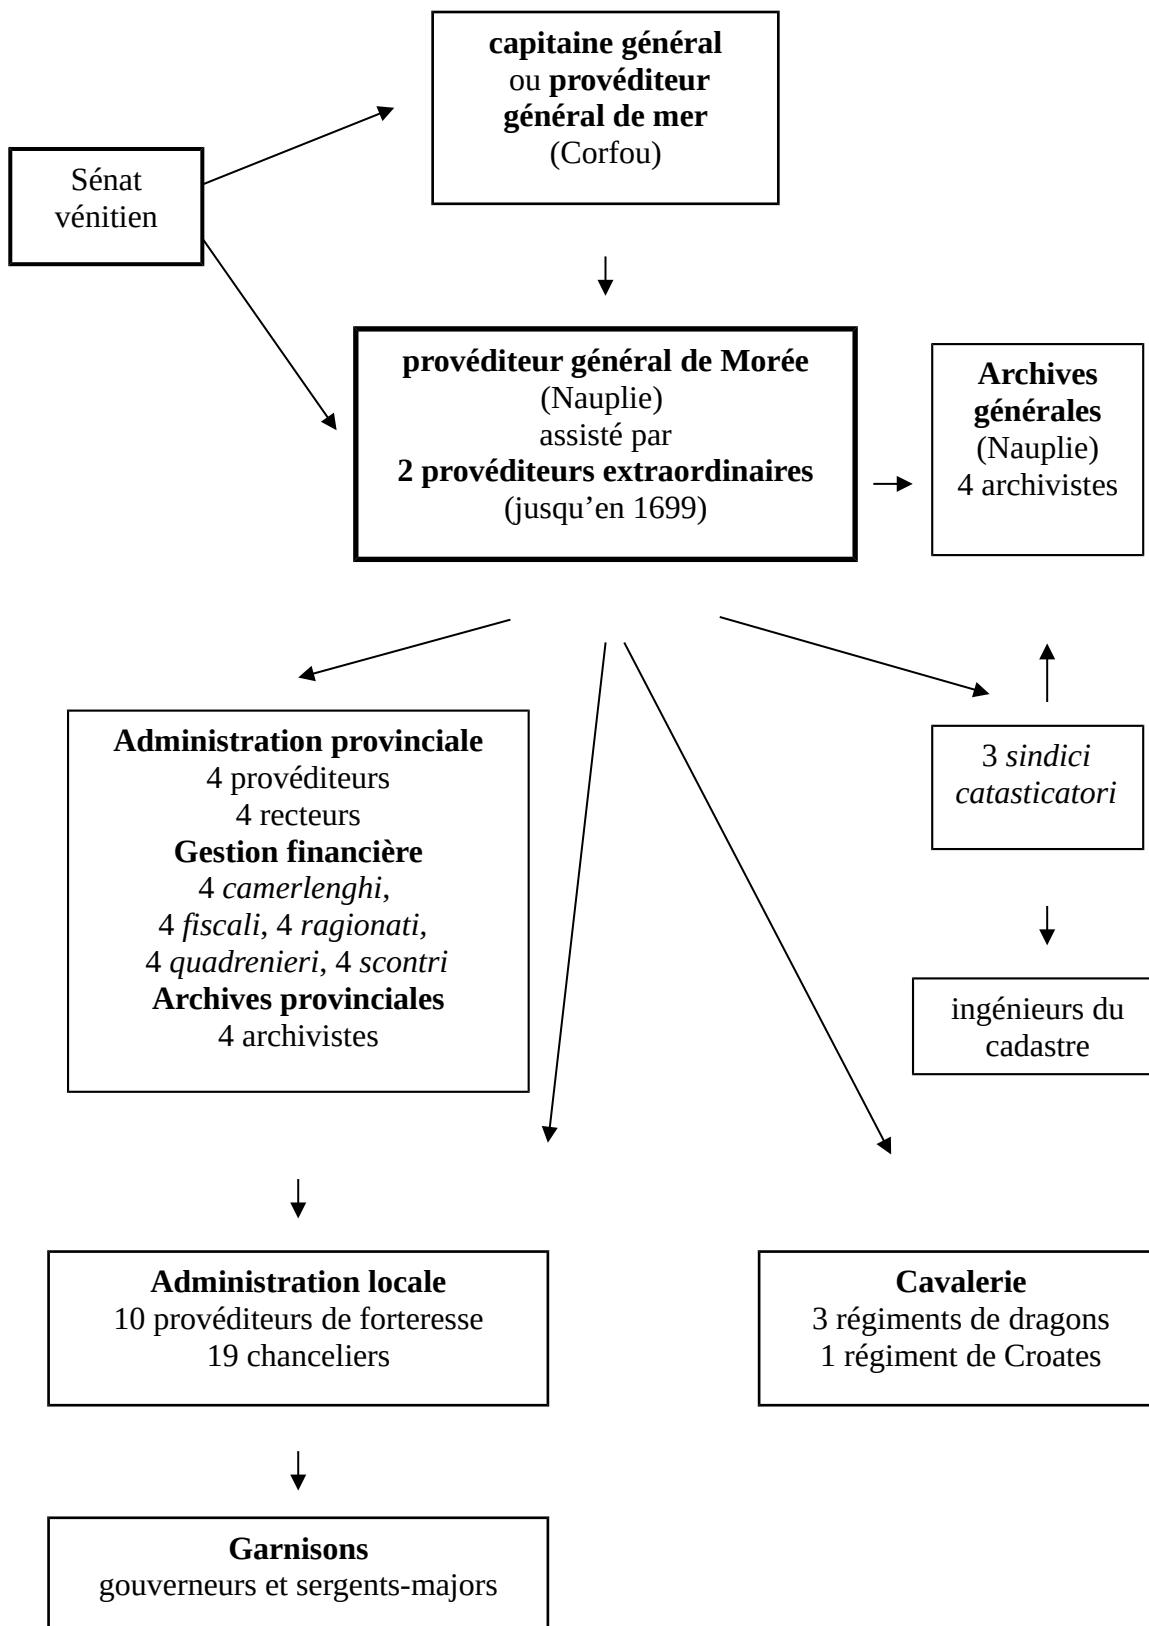 capitaine général
ou provéditeur
général de mer
(Corfou)
Sénat
vénitien
provéditeur général de Morée
(Nauplie)
assisté par
2 provéditeurs extraordinaires
(jusqu’en 1699)
Archives
générales
(Nauplie)
4 archivistes
Administration provinciale
4 provéditeurs
4 recteurs
Gestion financière
4 camerlenghi,
4 fiscali, 4 ragionati,
4 quadrenieri, 4 scontri
Archives provinciales
4 archivistes
3 sindici
catasticatori
ingénieurs du
cadastre
Administration locale
10 provéditeurs de forteresse
19 chanceliers
Cavalerie
3 régiments de dragons
1 régiment de Croates
Garnisons
gouverneurs et sergents-majors